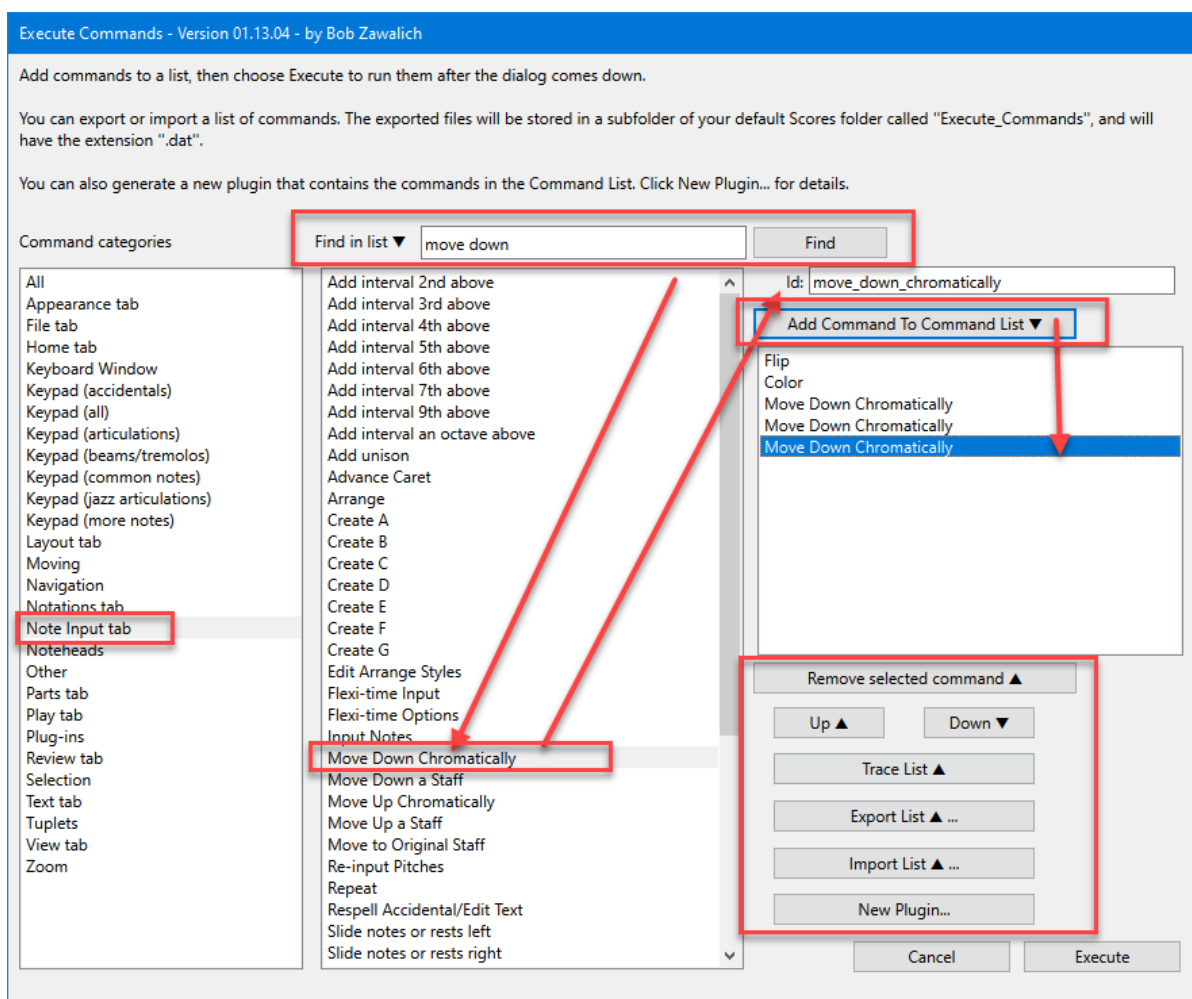 Execute Commands - Version 01.13.04 - by Bob Zawalich
Add commands to a list, then choose Execute to run them after the dialog comes down.
You can export or import a list of commands. The exported files will be stored in a subfolder of your default Scores folder called "Execute_Commands", and will
have the extension ".dat".
You can also generate a new plugin that contains the commands in the Command List. Click New Plugin... for details.
Command categories
All
Appearance tab
File tab
Home tab
Keyboard Window
Keypad (accidentals)
Keypad (all)
Keypad (articulations)
Keypad (beams/tremolos)
Keypad (common notes)
Keypad (jazz articulations)
Keypad (more notes)
Layout tab
Moving
Navigation
Notations tab
Note Input tab
Noteheads
Other
Parts tab
Play tab
Plug-ins
Review tab
Selection
Text tab
Tuplets
View tab
Zoom
Find in list ▼ move down Find
Add interval 2nd above
Add interval 3rd above
Add interval 4th above
Add interval 5th above
Add interval 6th above
Add interval 7th above
Add interval 9th above
Add interval an octave above
Add unison
Advance Caret
Arrange
Create A
Create B
Create C
Create D
Create E
Create F
Create G
Edit Arrange Styles
Flexi-time Input
Flexi-time Options
Input Notes
Move Down Chromatically
Move Down a Staff
Move Up Chromatically
Move Up a Staff
Move to Original Staff
Re-input Pitches
Repeat
Respell Accidental/Edit Text
Slide notes or rests left
Slide notes or rests right
Id: move_down_chromatically
Add Command To Command List ▼
Flip
Color
Move Down Chromatically
Move Down Chromatically
Move Down Chromatically
Remove selected command ▲
Up ▲ Down ▼
Trace List ▲
Export List ▲ ...
Import List ▲ ...
New Plugin...
Cancel Execute